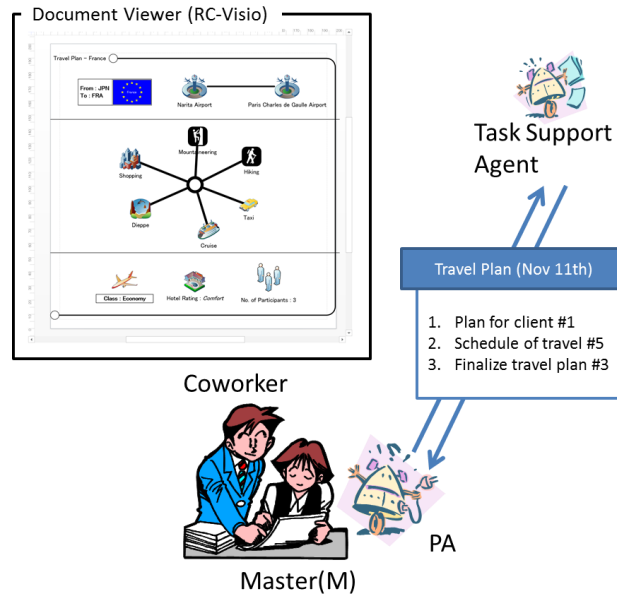 Document Viewer (RC-Visio)
Travel Plan - France
From : JPN
To : FRA
France
Narita Airport
Paris Charles de Gaulle Airport
Mountaineering
Shopping
Hiking
Dieppe
Taxi
Cruise
Class : Economy
Hotel Rating : Comfort
No. of Participants : 3
Task Support
Agent
Travel Plan (Nov 11th)
1. Plan for client #1
2. Schedule of travel #5
3. Finalize travel plan #3
Coworker
PA
Master(M)